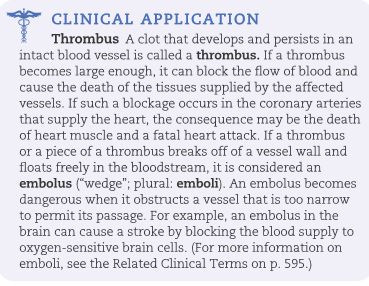 CLINICAL APPLICATION
Thrombus A clot that develops and persists in an
intact blood vessel is called a thrombus. If a thrombus
becomes large enough, it can block the flow of blood and
cause the death of the tissues supplied by the affected
vessels. If such a blockage occurs in the coronary arteries
that supply the heart, the consequence may be the death
of heart muscle and a fatal heart attack. If a thrombus
or a piece of a thrombus breaks off of a vessel wall and
floats freely in the bloodstream, it is considered an
embolus (“wedge”; plural: emboli). An embolus becomes
dangerous when it obstructs a vessel that is too narrow
to permit its passage. For example, an embolus in the
brain can cause a stroke by blocking the blood supply to
oxygen-sensitive brain cells. (For more information on
emboli, see the Related Clinical Terms on p. 595.)